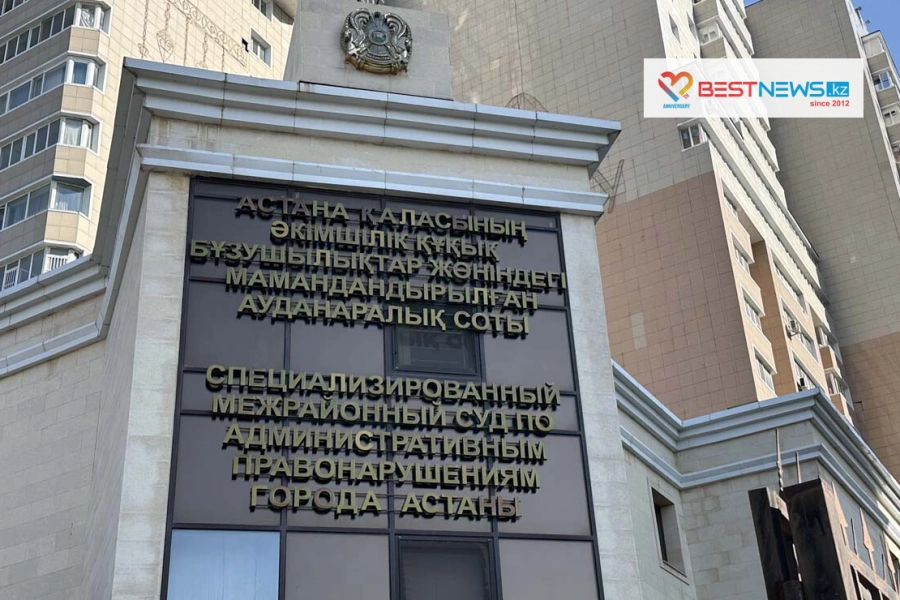 АСТАНА ҚАЛАСЫНЫҢ
ӘКІМШІЛІК ҚҰҚЫҚ
БҰЗУШЫЛЫҚТАР ЖӨНІНДЕГІ
МАМАНДАНДЫРЫЛҒАН
АУДАНАРАЛЫҚ СОТЫ
СПЕЦИАЛИЗИРОВАННЫЙ
МЕЖРАЙОННЫЙ СУД ПО
АДМИНИСТРАТИВНЫМ
ПРАВОНАРУШЕНИЯМ
ГОРОДА АСТАНЫ
BESTNEWS.kz
ANNIVERSARY
since 2012